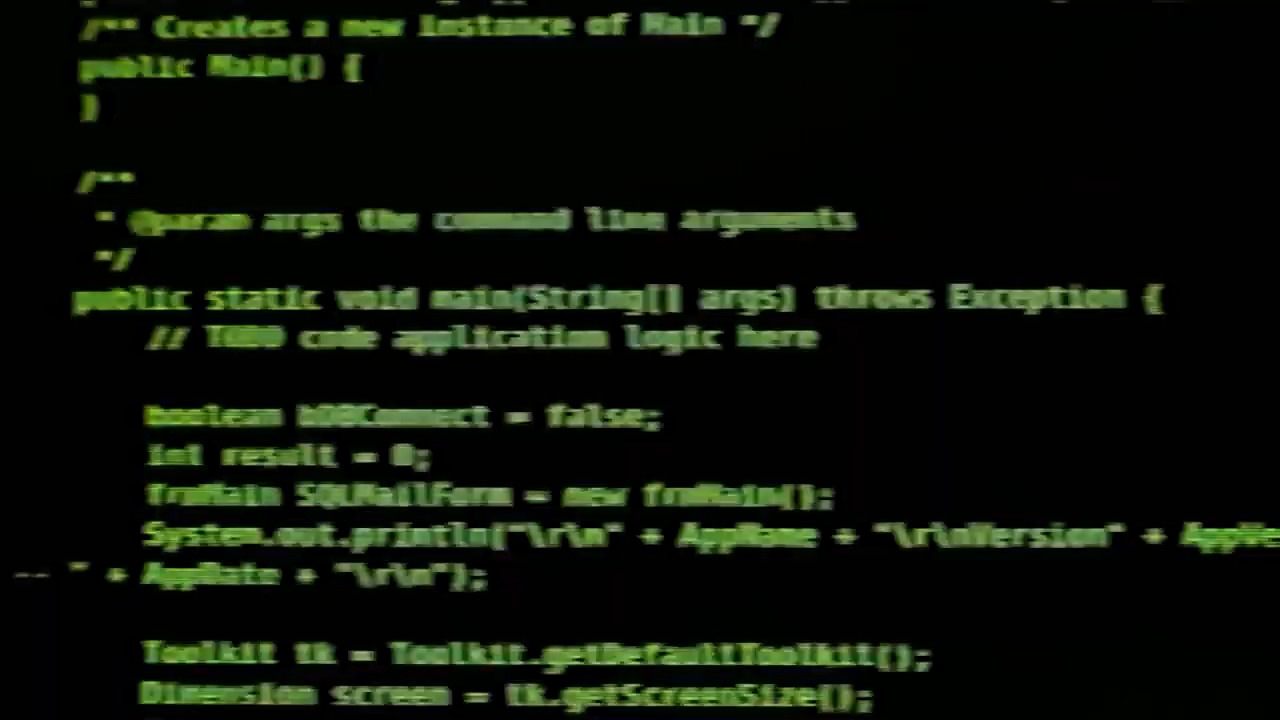 /** Creates a new instance of Main */
public Main() {
}
/**
* @param args the command line arguments
*/
public static void main(String[] args) throws Exception {
// TODO code application logic here
boolean bDBConnect = false;
int result = 0;
frmMain SQLMailForm = new frmMain();
System.out.println("\r\n" + AppName + "\r\nVersion" + AppVe
-- " + AppDate + "\r\n");
Toolkit tk = Toolkit.getDefaultToolkit();
Dimension screen = tk.getScreenSize();